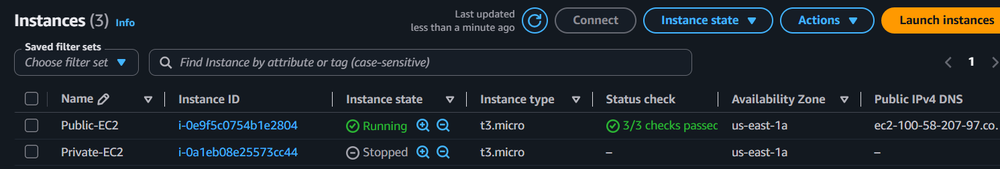 Instances (3) Info
Last updated
less than a minute ago
Connect
Instance state
Actions
Launch instances
Saved filter sets
Choose filter set
Find Instance by attribute or tag (case-sensitive)
1
Name Instance ID Instance state Instance type Status check Availability Zone Public IPv4 DNS
Public-EC2 i-0e9f5c0754b1e2804 Running t3.micro 3/3 checks passec us-east-1a ec2-100-58-207-97.co.
Private-EC2 i-0a1eb08e25573cc44 Stopped t3.micro – us-east-1a –